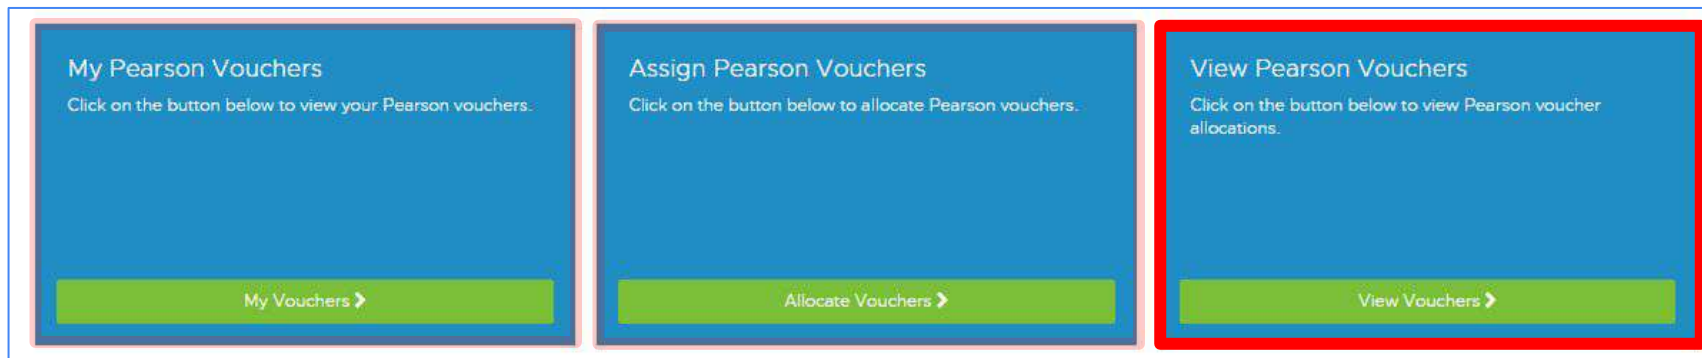 My Pearson Vouchers
Click on the button below to view your Pearson vouchers.
My Vouchers
Assign Pearson Vouchers
Click on the button below to allocate Pearson vouchers.
Allocate Vouchers
View Pearson Vouchers
Click on the button below to view Pearson voucher
allocations.
View Vouchers